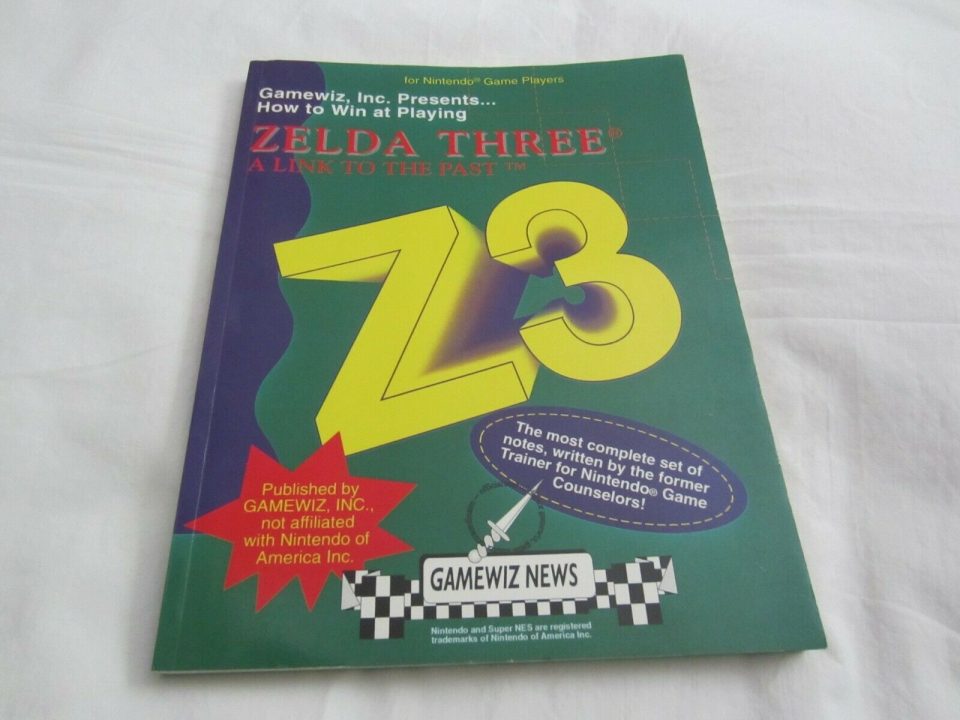 for Nintendo® Game Players
Gamewiz, Inc. Presents...
How to Win at Playing
ZELDA THREE®
A LINK TO THE PAST ™
Z3
The most complete set of
notes, written by the former
Trainer for Nintendo® Game
Counselors!
Published by
GAMEWIZ, INC.,
not affiliated
with Nintendo of
America Inc.
GAMEWIZ NEWS
Nintendo and Super NES are registered
trademarks of Nintendo of America Inc.